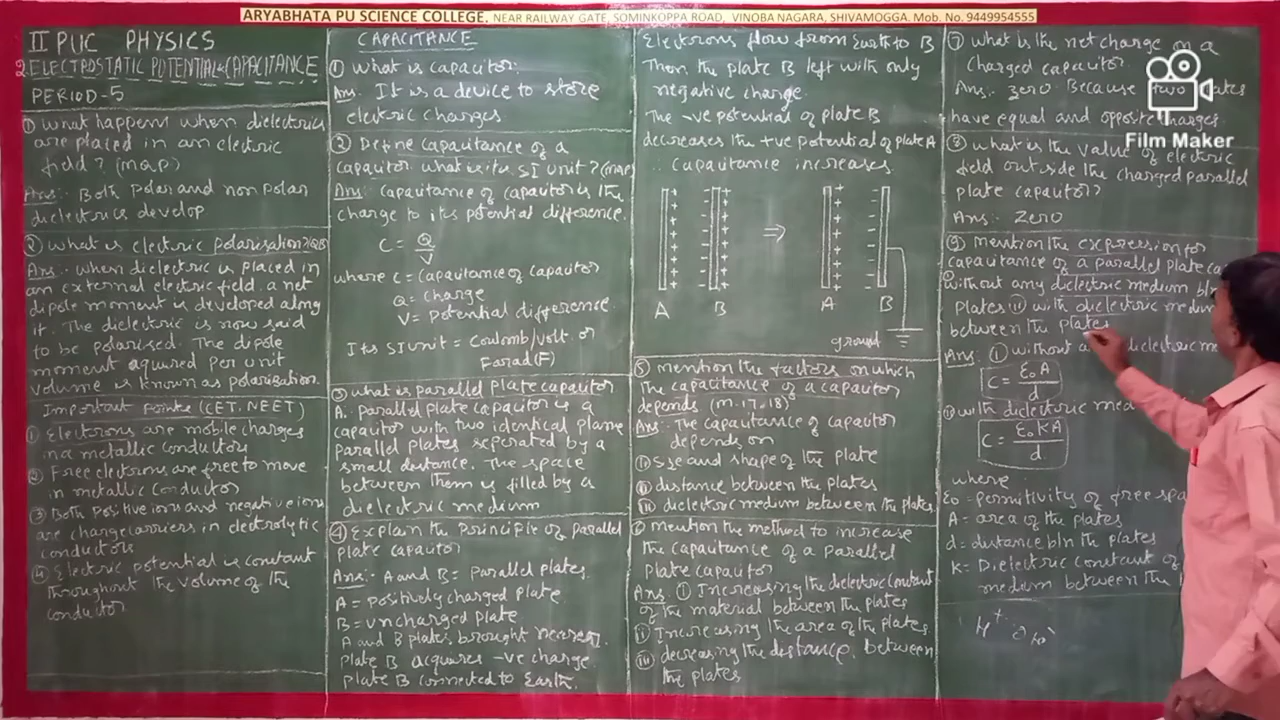 ARYABHATA PU SCIENCE COLLEGE, NEAR RAILWAY GATE, SOMINKOPPA ROAD, VINOBA NAGARA, SHIVAMOGGA. Mob. No. 9449954555
II PUC PHYSICS
2 ELECTROSTATIC POTENTIAL & CAPACITANCE
PERIOD-5
① What happens when dielectrics
are placed in an electric
field? (MQP)
Ans:- Both Polar and non polar
dielectrics develop
② What is electric polarisation?
Ans:- When dielectric is placed in
an external electric field, a net
dipole moment is developed along
it. The dielectric is now said
to be polarised. The dipole
moment aquired per unit
volume is known as polarisation.
Important points (CET, NEET)
① Electrons are mobile charges
in a metallic conductors
② Free electrons are free to move
in metallic conductor
③ Both positive ions and negative ions
are charge carriers in electrolytic
conductors
④ Electric potential is constant
throughout the volume of the
conductor
CAPACITANCE
① What is capacitor:
Ans: It is a device to store
electric charges.
② Define capacitance of a
capacitor. What is its SI unit? (MQP)
Ans: Capacitance of capacitor is the
charge to its potential difference.
C = Q/V
where C = capacitance of capacitor
Q = charge
V = Potential difference.
Its SI unit = Coulomb/volt or
Farad (F)
③ What is parallel plate capacitor
A. parallel plate capacitor is a
capacitor with two identical plane
parallel plates seperated by a
small distance. The space
between them is filled by a
dielectric medium
④ Explain the principle of parallel
plate capacitor
Ans:- A and B = Parallel plates.
A = positively charged plate
B = uncharged plate.
A and B plates brought nearer,
plate B acquires -ve charge.
plate B connected to Earth.
Electrons flow from Earth to B
Then the plate B left with only
negative charge.
The -ve potential of plate B
decreases the +ve potential of plate A
∴ capacitance increases.
⇒
A B A B
ground
⑤ mention the factors on which
the capacitance of a capacitor
depends (M.17,18)
Ans: The capacitance of capacitor
depends on
i) Size and shape of the plate
ii) distance between the plates
iii) dielectric medium between the plates.
⑥ mention the method to increase
the capacitance of a parallel
plate capacitor
Ans. ① Increasing the dielectric constant
of the material between the plates
ii) Increasing the area of the plates.
iii) decreasing the distance. between
the plates
⑦ What is the net charge on a
charged capacitor.
Ans:- Zero. Because two plates
have equal and opposite charges.
⑧ What is the value of electric
field outside the charged parallel
plate capacitor?
Ans:- Zero
⑨ mention the expression for
capacitance of a parallel plate
① without any dielectric medium b/n
plates ii) with dielectric medium
between the plates
Ans: ① without dielectric
C = ε₀A/d
ii) with dielectric
C = ε₀KA/d
where
ε₀ = permitivity of free
A = area of the plates
d = distance b/n the plates
K = Dielectric constant of
medium between the
Film Maker